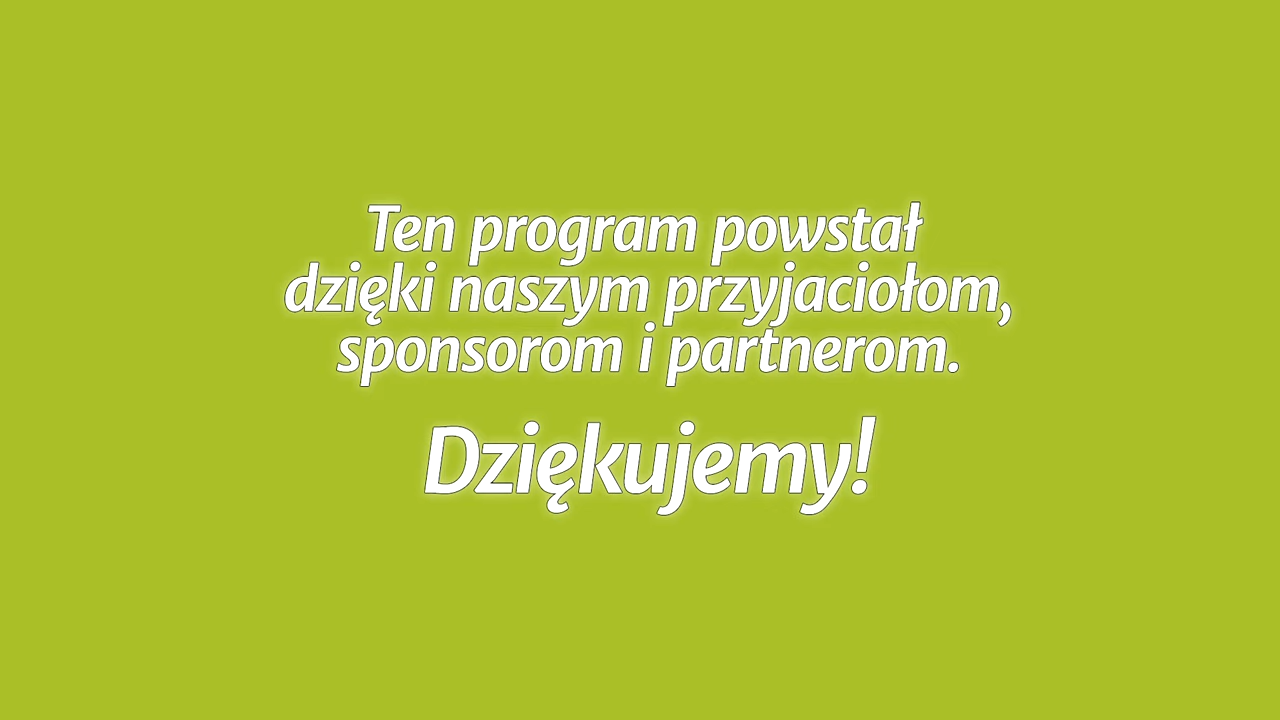 Ten program powstał
dzięki naszym przyjaciołom,
sponsorom i partnerom.
Dziękujemy!